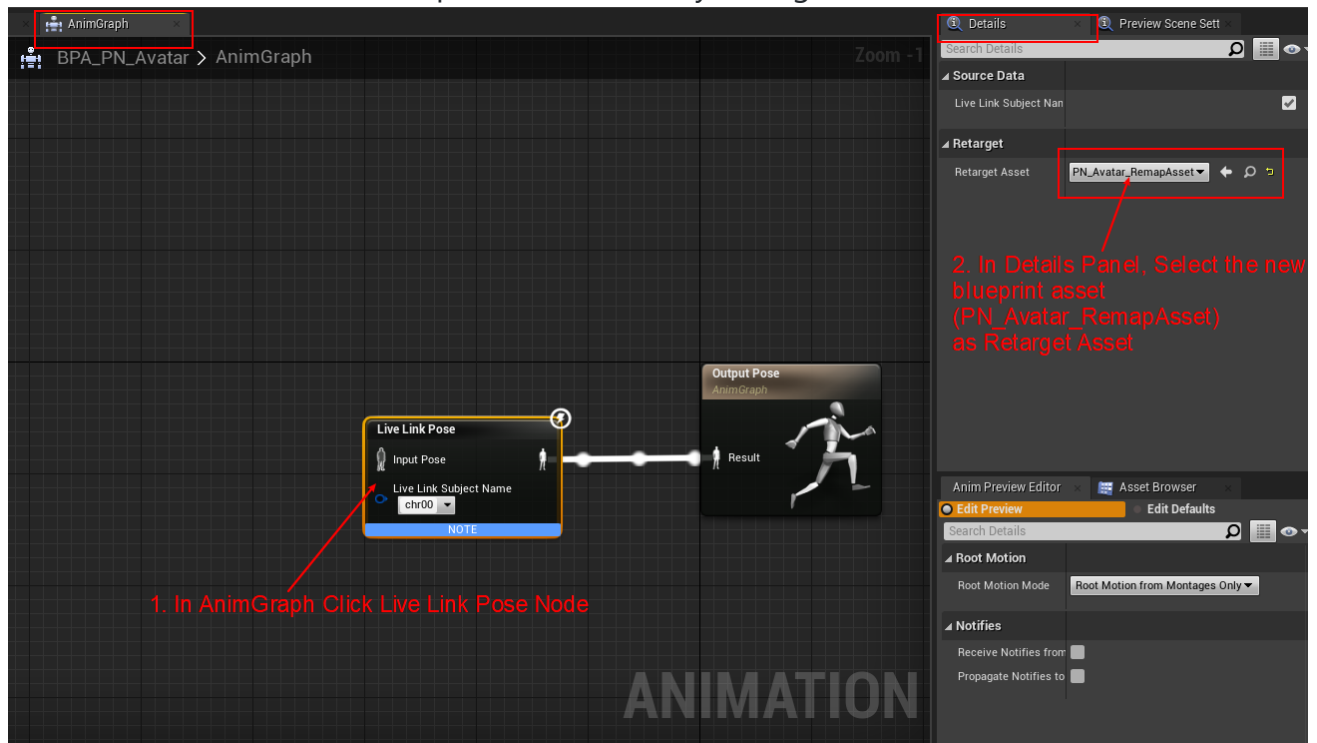 AnimGraph
Details
Preview Scene Sett
BPA_PN_Avatar > AnimGraph
Zoom -1
Search Details
Source Data
Live Link Subject Nan
Retarget
Retarget Asset
PN_Avatar_RemapAsset
2. In Details Panel, Select the new
blueprint asset
(PN_Avatar_RemapAsset)
as Retarget Asset
Output Pose
AnimGraph
Result
Live Link Pose
Input Pose
Live Link Subject Name
chr00
NOTE
1. In AnimGraph Click Live Link Pose Node
ANIMATION
Anim Preview Editor
Asset Browser
Edit Preview
Edit Defaults
Search Details
Root Motion
Root Motion Mode
Root Motion from Montages Only
Notifies
Receive Notifies from
Propagate Notifies to